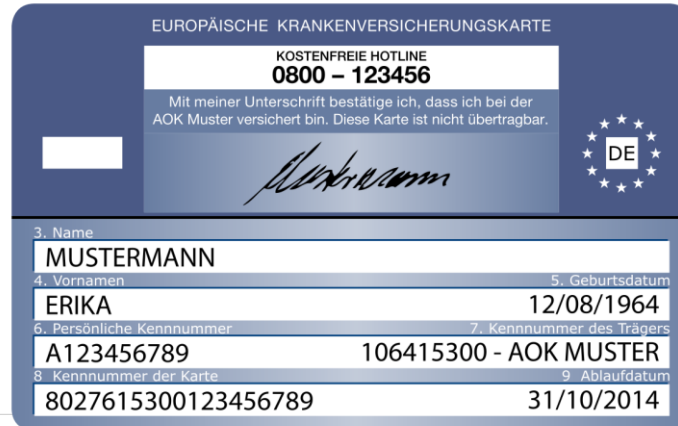 EUROPÄISCHE KRANKENVERSICHERUNGSKARTE
KOSTENFREIE HOTLINE
0800 – 123456
Mit meiner Unterschrift bestätige ich, dass ich bei der
AOK Muster versichert bin. Diese Karte ist nicht übertragbar.
Mustermann
DE
3. Name
MUSTERMANN
4. Vornamen 5. Geburtsdatum
ERIKA 12/08/1964
6. Persönliche Kennnummer 7. Kennnummer des Trägers
A123456789 106415300 - AOK MUSTER
8 Kennnummer der Karte 9 Ablaufdatum
8027615300123456789 31/10/2014